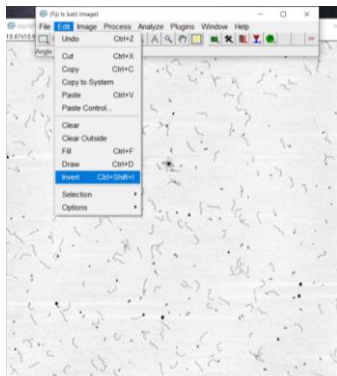 (Fiji Is Just) ImageJ
File Edit Image Process Analyze Plugins Window Help
Angle
Undo Ctrl+Z
Cut Ctrl+X
Copy Ctrl+C
Copy to System
Paste Ctrl+V
Paste Control...
Clear
Clear Outside
Fill Ctrl+F
Draw Ctrl+D
Invert Ctrl+Shift+I
Selection
Options